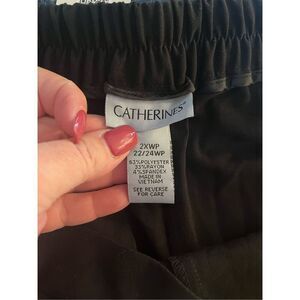 CATHERINES®
2XWP
22/24WP
63%POLYESTER
33%RAYON
4%SPANDEX
MADE IN
VIETNAM
SEE REVERSE
FOR CARE